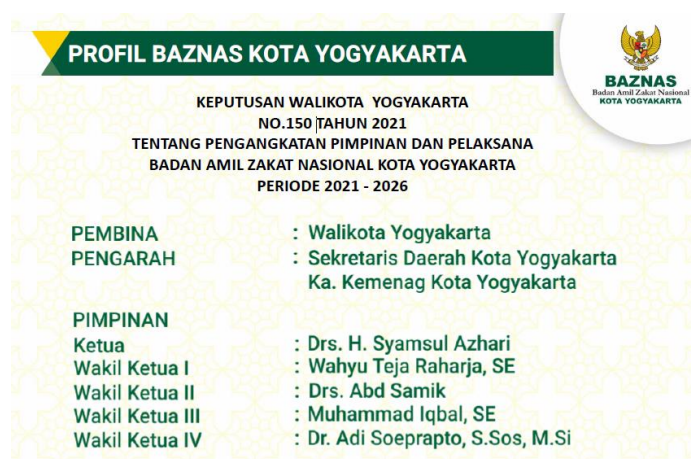 PROFIL BAZNAS KOTA YOGYAKARTA
BAZNAS
Badan Amil Zakat Nasional
KOTA YOGYAKARTA
KEPUTUSAN WALIKOTA YOGYAKARTA
NO.150 TAHUN 2021
TENTANG PENGANGKATAN PIMPINAN DAN PELAKSANA
BADAN AMIL ZAKAT NASIONAL KOTA YOGYAKARTA
PERIODE 2021 - 2026
PEMBINA : Walikota Yogyakarta
PENGARAH : Sekretaris Daerah Kota Yogyakarta
Ka. Kemenag Kota Yogyakarta
PIMPINAN
Ketua : Drs. H. Syamsul Azhari
Wakil Ketua I : Wahyu Teja Raharja, SE
Wakil Ketua II : Drs. Abd Samik
Wakil Ketua III : Muhammad Iqbal, SE
Wakil Ketua IV : Dr. Adi Soeprapto, S.Sos, M.Si